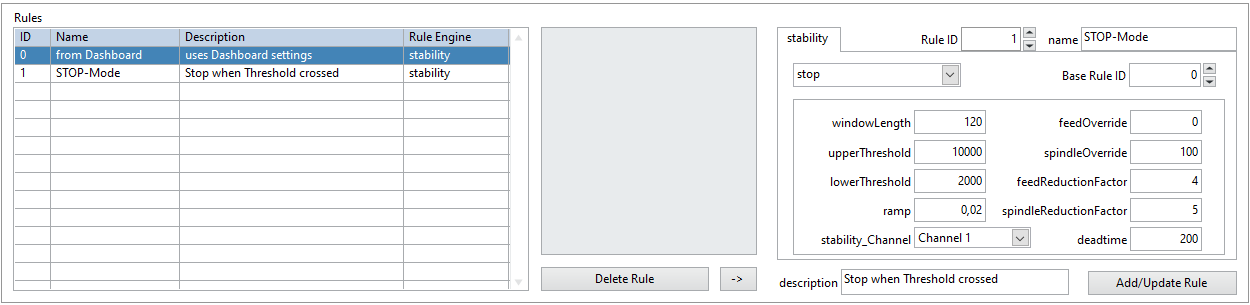 Rules
ID Name Description Rule Engine
0 from Dashboard uses Dashboard settings stability
1 STOP-Mode Stop when Threshold crossed stability
Delete Rule ->
stability Rule ID 1 name STOP-Mode
stop Base Rule ID 0
windowLength 120 feedOverride 0
upperThreshold 10000 spindleOverride 100
lowerThreshold 2000 feedReductionFactor 4
ramp 0,02 spindleReductionFactor 5
stability_Channel Channel 1 deadtime 200
description Stop when Threshold crossed Add/Update Rule